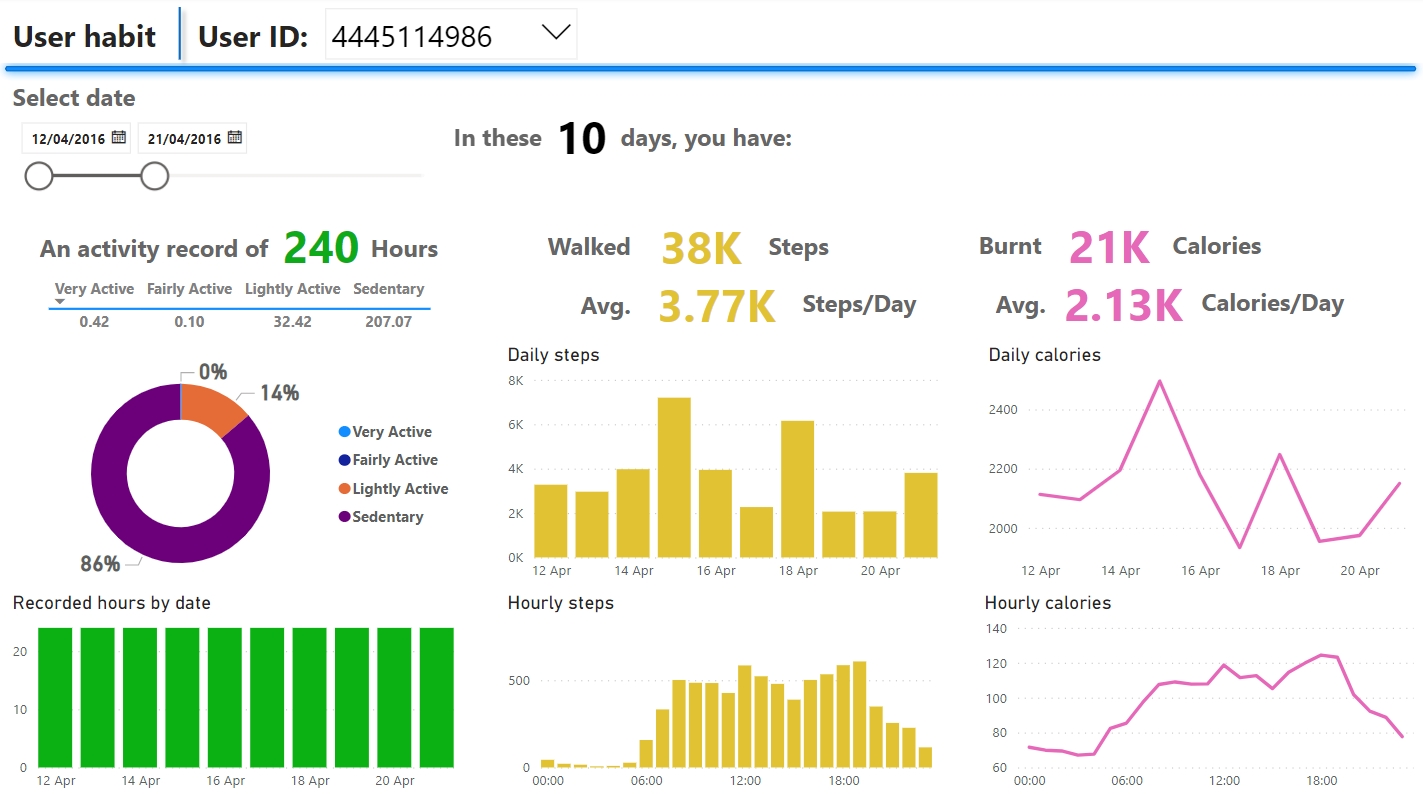 User habit User ID: 4445114986
Select date
12/04/2016 21/04/2016
In these 10 days, you have:
An activity record of 240 Hours
Very Active Fairly Active Lightly Active Sedentary
0.42 0.10 32.42 207.07
0%
14%
86%
Very Active
Fairly Active
Lightly Active
Sedentary
Recorded hours by date
20
10
0
12 Apr 14 Apr 16 Apr 18 Apr 20 Apr
Walked 38K Steps
Avg. 3.77K Steps/Day
Daily steps
8K
6K
4K
2K
0K
12 Apr 14 Apr 16 Apr 18 Apr 20 Apr
Hourly steps
500
0
00:00 06:00 12:00 18:00
Burnt 21K Calories
Avg. 2.13K Calories/Day
Daily calories
2400
2200
2000
12 Apr 14 Apr 16 Apr 18 Apr 20 Apr
Hourly calories
140
120
100
80
60
00:00 06:00 12:00 18:00